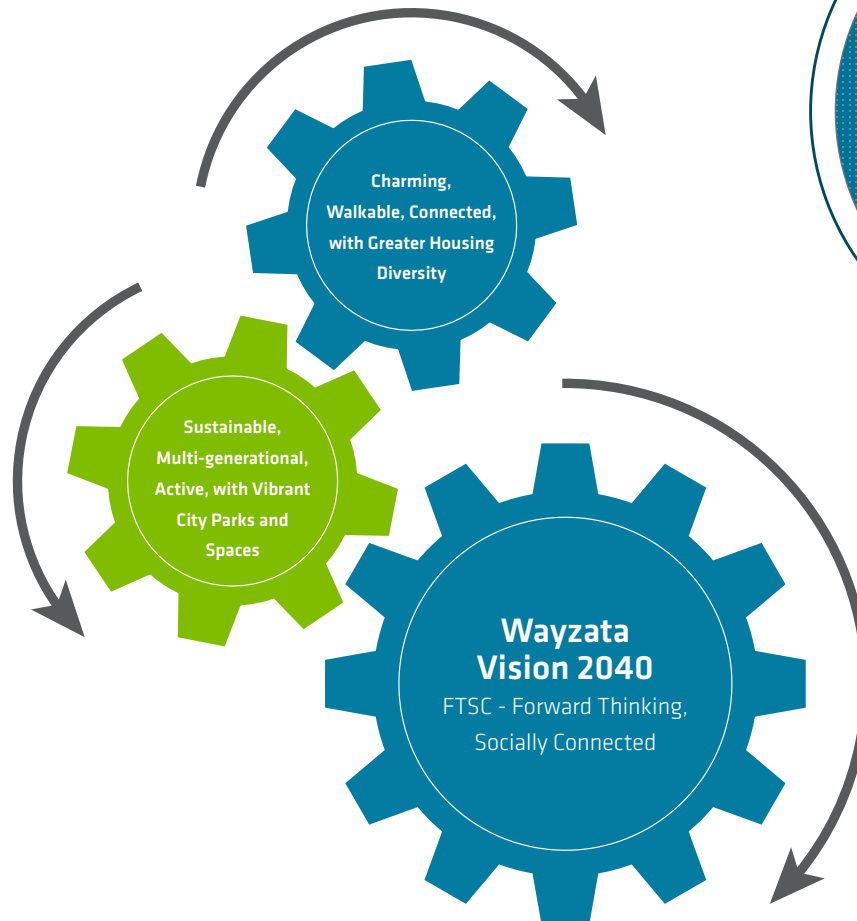 Charming,
Walkable, Connected,
with Greater Housing
Diversity
Sustainable,
Multi-generational,
Active, with Vibrant
City Parks and
Spaces
Wayzata
Vision 2040
FTSC - Forward Thinking,
Socially Connected